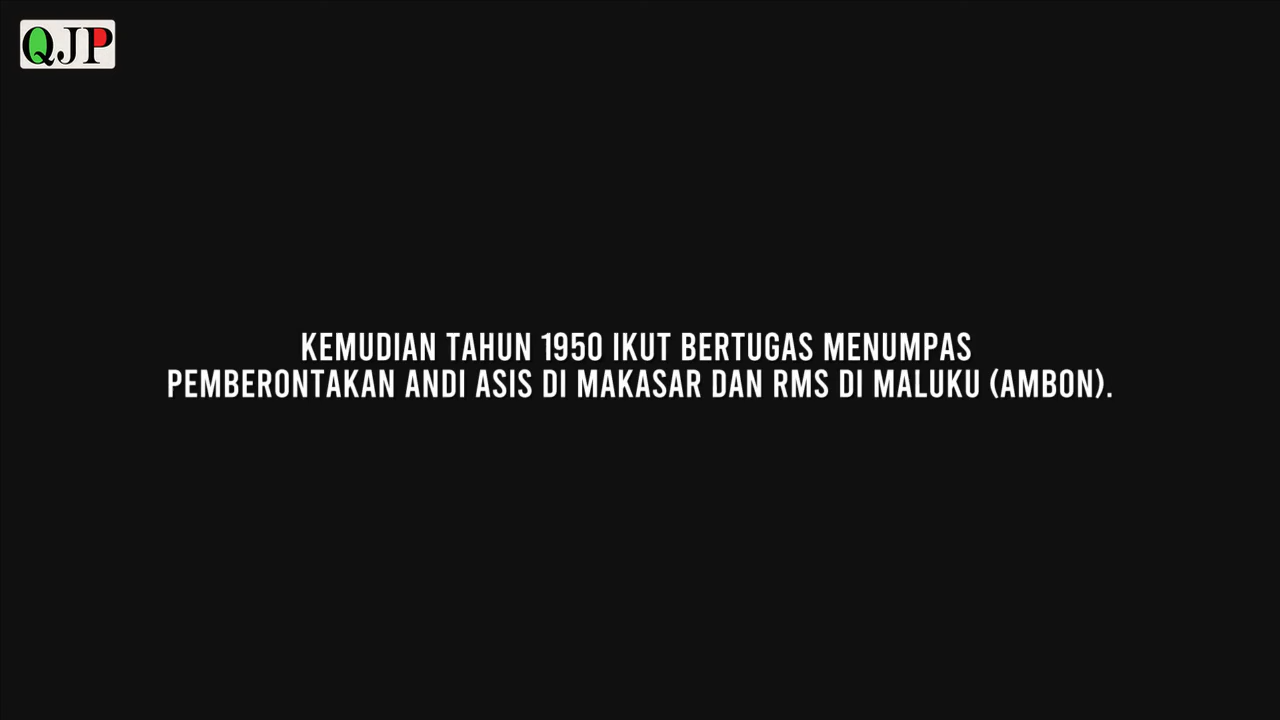 QJP
KEMUDIAN TAHUN 1950 IKUT BERTUGAS MENUMPAS
PEMBERONTAKAN ANDI ASIS DI MAKASAR DAN RMS DI MALUKU (AMBON).